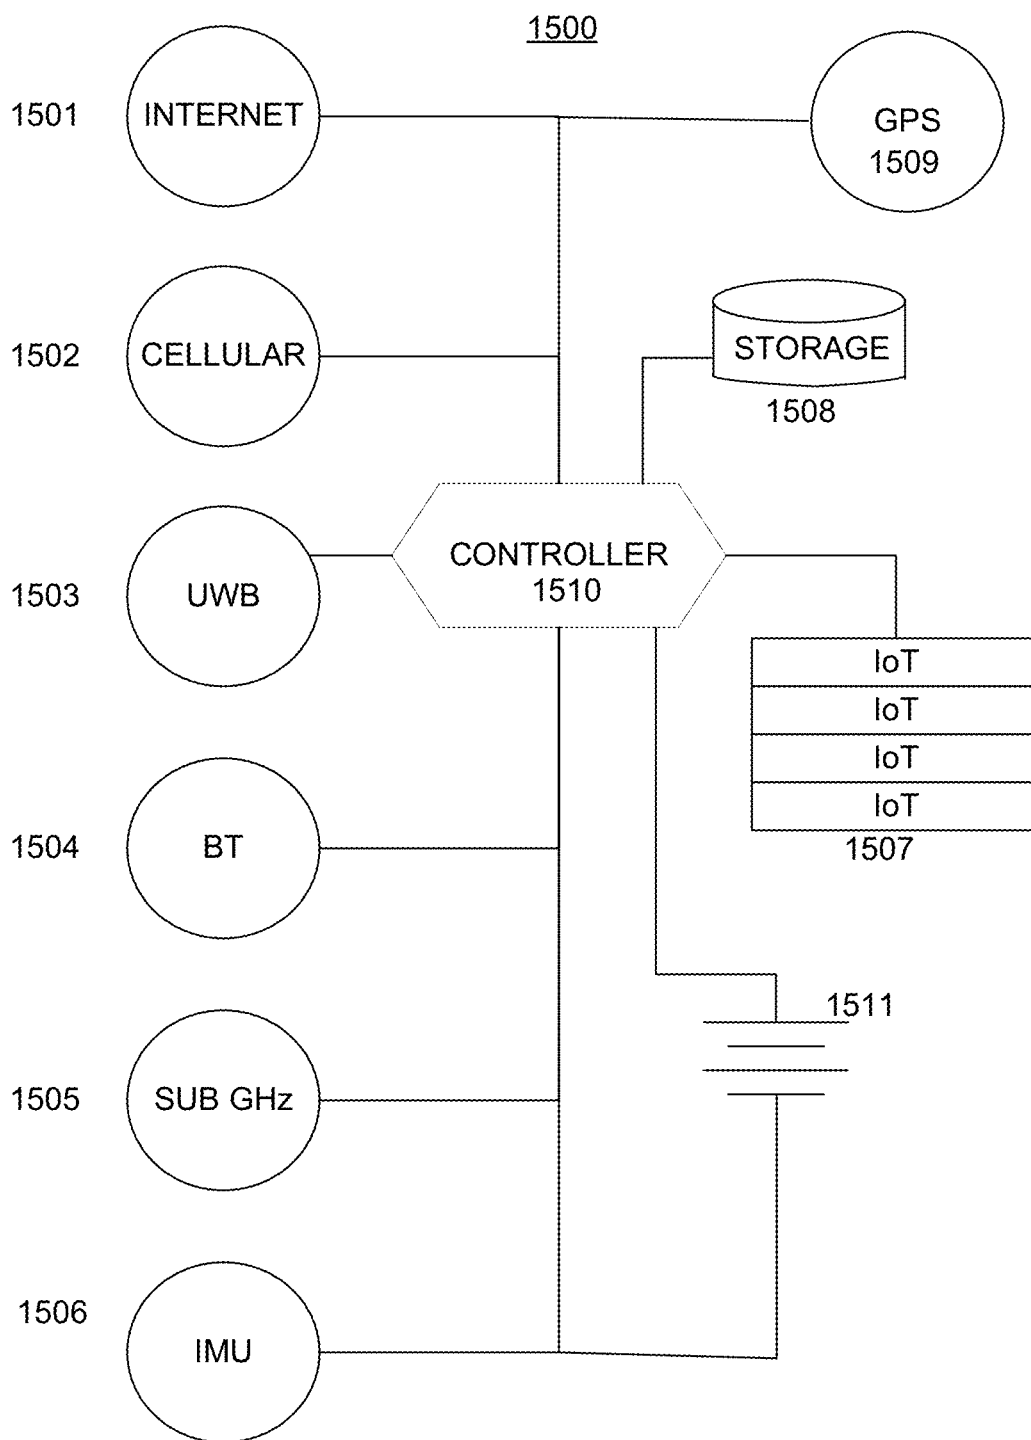 1500
1501
INTERNET
GPS
1509
1502
CELLULAR
STORAGE
1508
1503
UWB
CONTROLLER
1510
IoT
IoT
IoT
IoT
1507
1504
BT
1511
1505
SUB GHz
1506
IMU